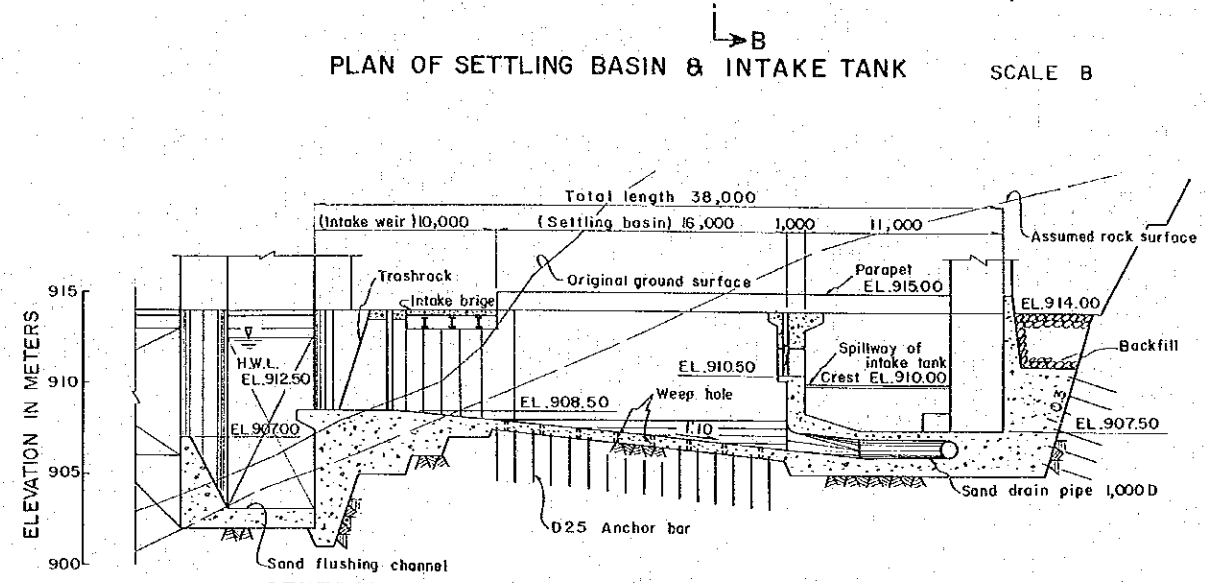 B
PLAN OF SETTLING BASIN & INTAKE TANK SCALE B
Total length 38,000
(Intake weir) 10,000 (Settling basin) 16,000 1,000 11,000
Assumed rock surface
Trashrack
Original ground surface
Parapet
EL.915.00
915
Intake brige
EL.914.00
H.W.L.
EL.912.50
Spillway of
intake tank
Backfill
EL.910.50
910
Crest EL.910.00
EL.908.50
Weep hole
0.3
EL.907.00
1:10
EL.907.50
905
Sand drain pipe 1,000 D
D25 Anchor bar
900
Sand flushing channel
ELEVATION IN METERS